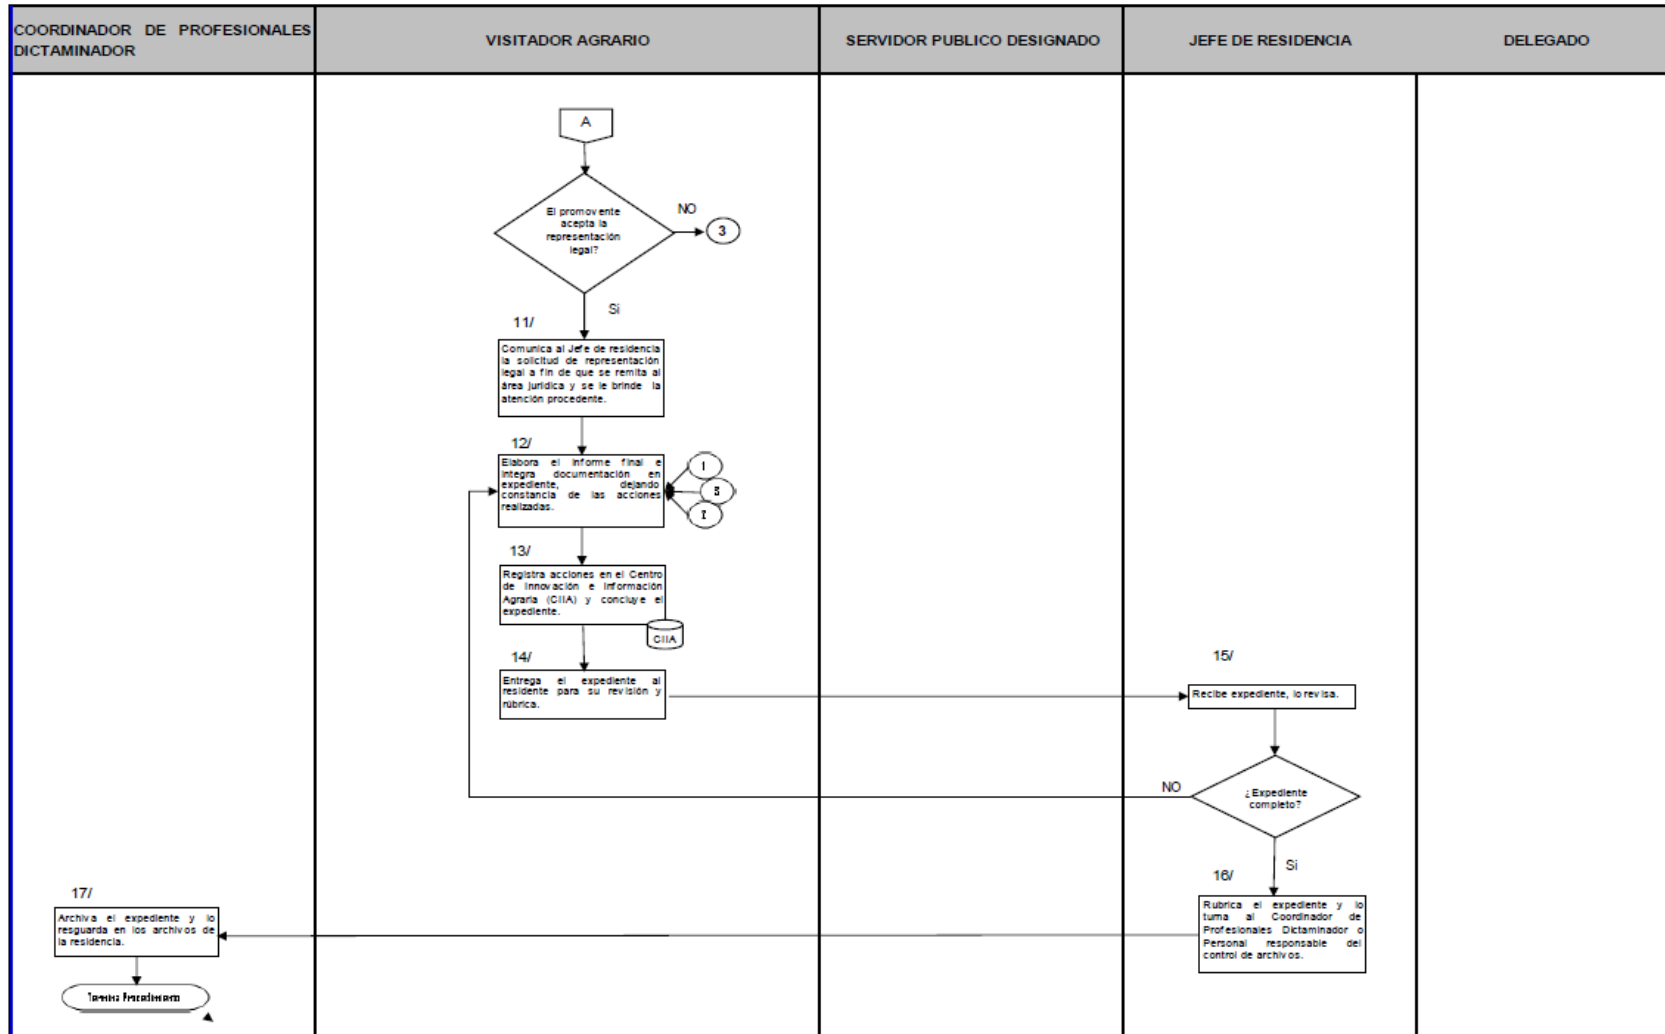 COORDINADOR DE PROFESIONALES
DICTAMINADOR
VISITADOR AGRARIO
SERVIDOR PUBLICO DESIGNADO
JEFE DE RESIDENCIA
DELEGADO
A
El promovente
acepta la
representación
legal?
NO
3
Si
11/
Comunica al Jefe de residencia
la solicitud de representación
legal a fin de que se remita al
área jurídica y se le brinde la
atención procedente.
12/
Elabora el informe final e
integra documentación en
expediente, dejando
constancia de las acciones
realizadas.
1
13/
Registra acciones en el Centro
de Innovación e Información
Agraria (CIIA) y concluye el
expediente.
CIIA
14/
Entrega el expediente al
residente para su revisión y
rúbrica.
15/
Recibe expediente, lo revisa.
NO
¿Expediente
completo?
Si
16/
Rubrica el expediente y lo
turna al Coordinador de
Profesionales Dictaminador o
Personal responsable del
control de archivos.
17/
Archiva el expediente y lo
resguarda en los archivos de
la residencia.
Termina Procedimiento